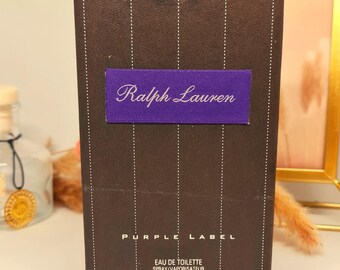 Ralph Lauren
PURPLE LABEL
EAU DE TOILETTE
SPRAY/VAPORISATEUR